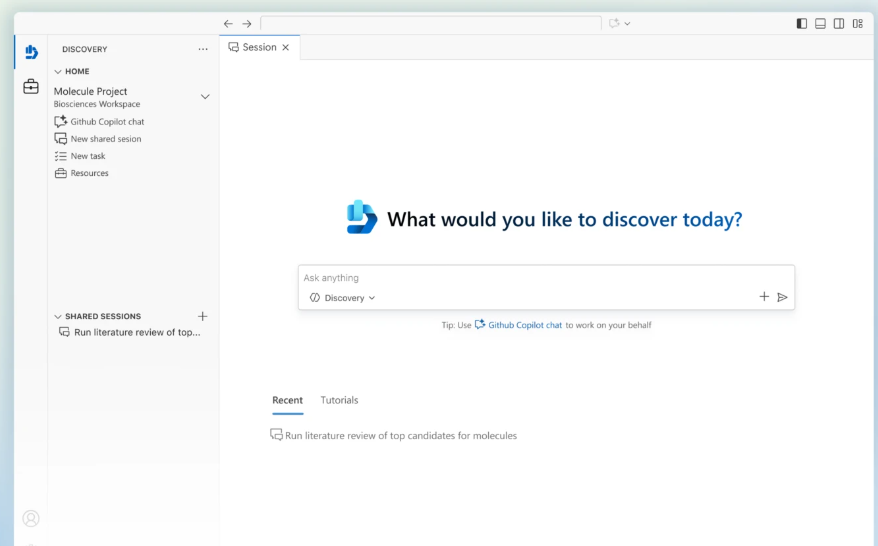 DISCOVERY
Session
HOME
Molecule Project
Biosciences Workspace
Github Copilot chat
New shared sesion
New task
Resources
What would you like to discover today?
Ask anything
Discovery
Tip: Use Github Copilot chat to work on your behalf
SHARED SESSIONS
Run literature review of top...
Recent Tutorials
Run literature review of top candidates for molecules